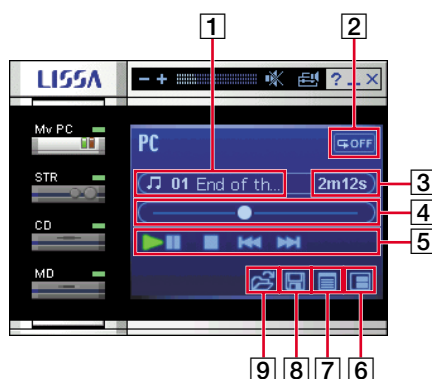 1 2
LISSA - + ? _ ×
My PC
PC OFF
STR 01 End of th... 2m12s 3
4
CD
5
MD
9 8 7 6